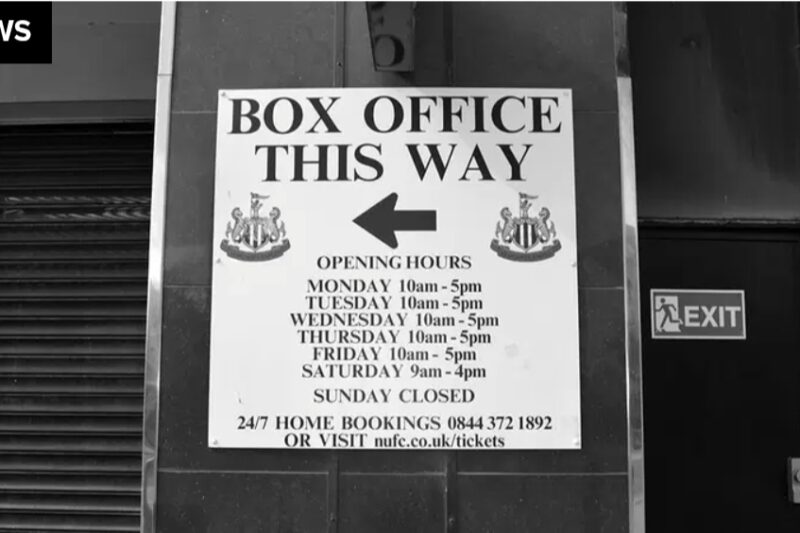 WS
BOX OFFICE
THIS WAY
OPENING HOURS
MONDAY 10am - 5pm
TUESDAY 10am - 5pm
WEDNESDAY 10am - 5pm
THURSDAY 10am - 5pm
FRIDAY 10am - 5pm
SATURDAY 9am - 4pm
SUNDAY CLOSED
24/7 HOME BOOKINGS 0844 372 1892
OR VISIT nufc.co.uk/tickets
EXIT